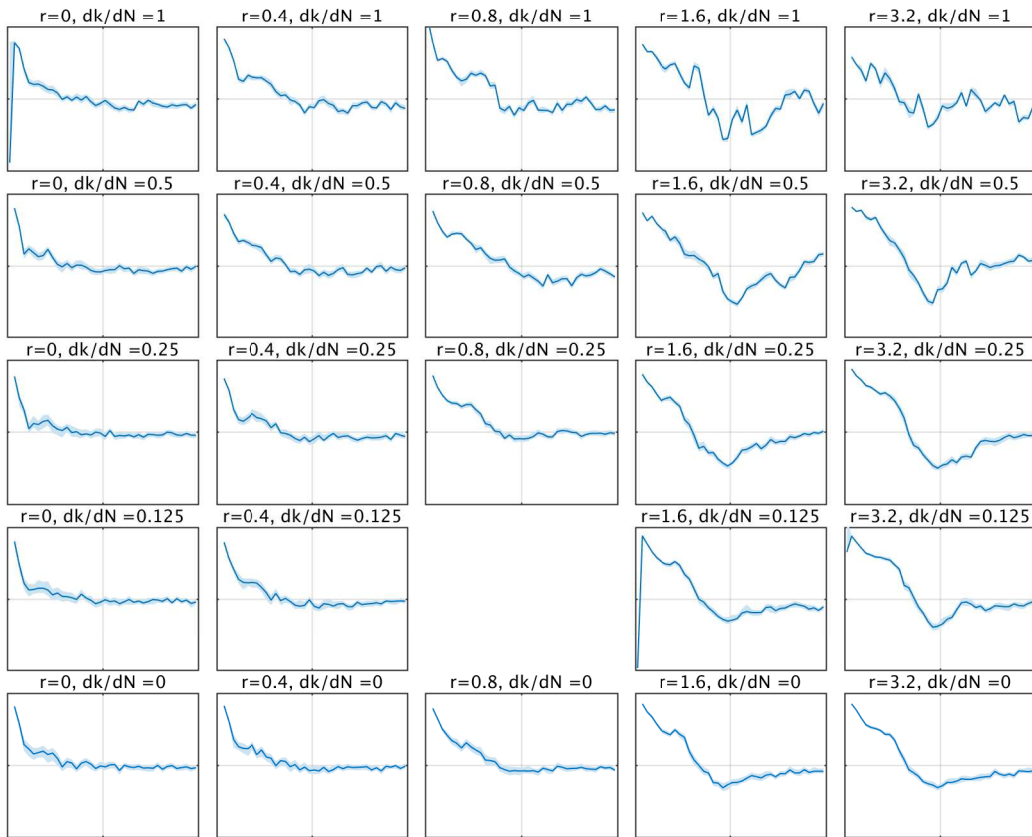 r=0, dk/dN =1
r=0.4, dk/dN =1
r=0.8, dk/dN =1
r=1.6, dk/dN =1
r=3.2, dk/dN =1
r=0, dk/dN =0.5
r=0.4, dk/dN =0.5
r=0.8, dk/dN =0.5
r=1.6, dk/dN =0.5
r=3.2, dk/dN =0.5
r=0, dk/dN =0.25
r=0.4, dk/dN =0.25
r=0.8, dk/dN =0.25
r=1.6, dk/dN =0.25
r=3.2, dk/dN =0.25
r=0, dk/dN =0.125
r=0.4, dk/dN =0.125
r=1.6, dk/dN =0.125
r=3.2, dk/dN =0.125
r=0, dk/dN =0
r=0.4, dk/dN =0
r=0.8, dk/dN =0
r=1.6, dk/dN =0
r=3.2, dk/dN =0